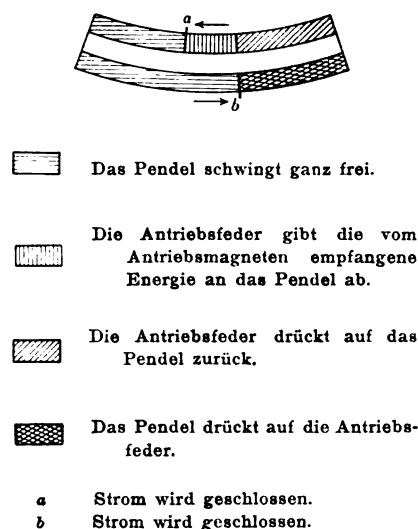 a
b
Das Pendel schwingt ganz frei.
Die Antriebsfeder gibt die vom
Antriebsmagneten empfangene
Energie an das Pendel ab.
Die Antriebsfeder drückt auf das
Pendel zurück.
Das Pendel drückt auf die Antriebs-
feder.
a Strom wird geschlossen.
b Strom wird geschlossen.